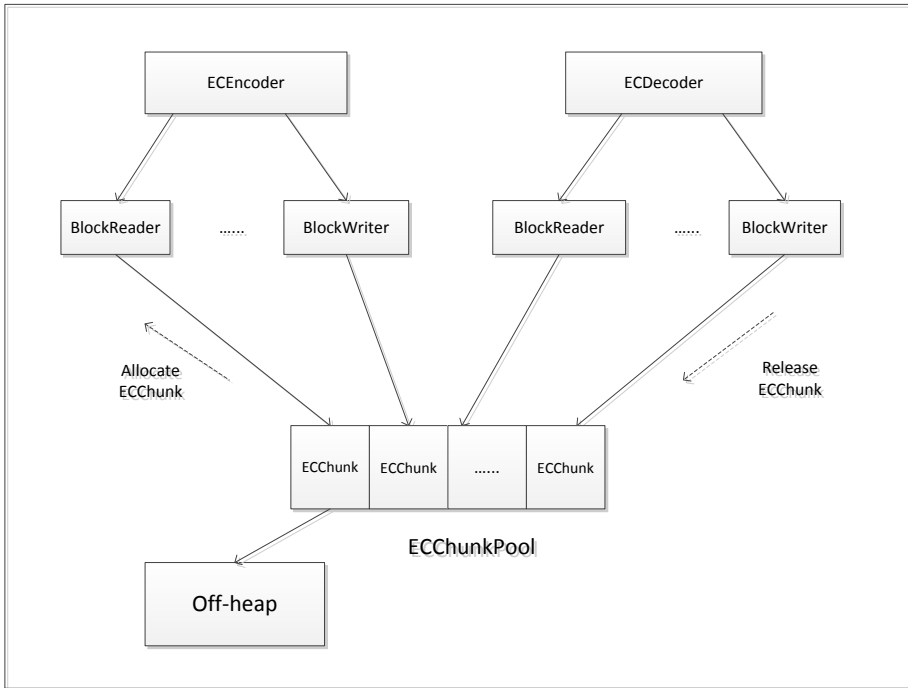 ECEncoder
ECDecoder
BlockReader
......
BlockWriter
BlockReader
......
BlockWriter
Allocate
ECChunk
Release
ECChunk
ECChunk
ECChunk
......
ECChunk
ECChunkPool
Off-heap